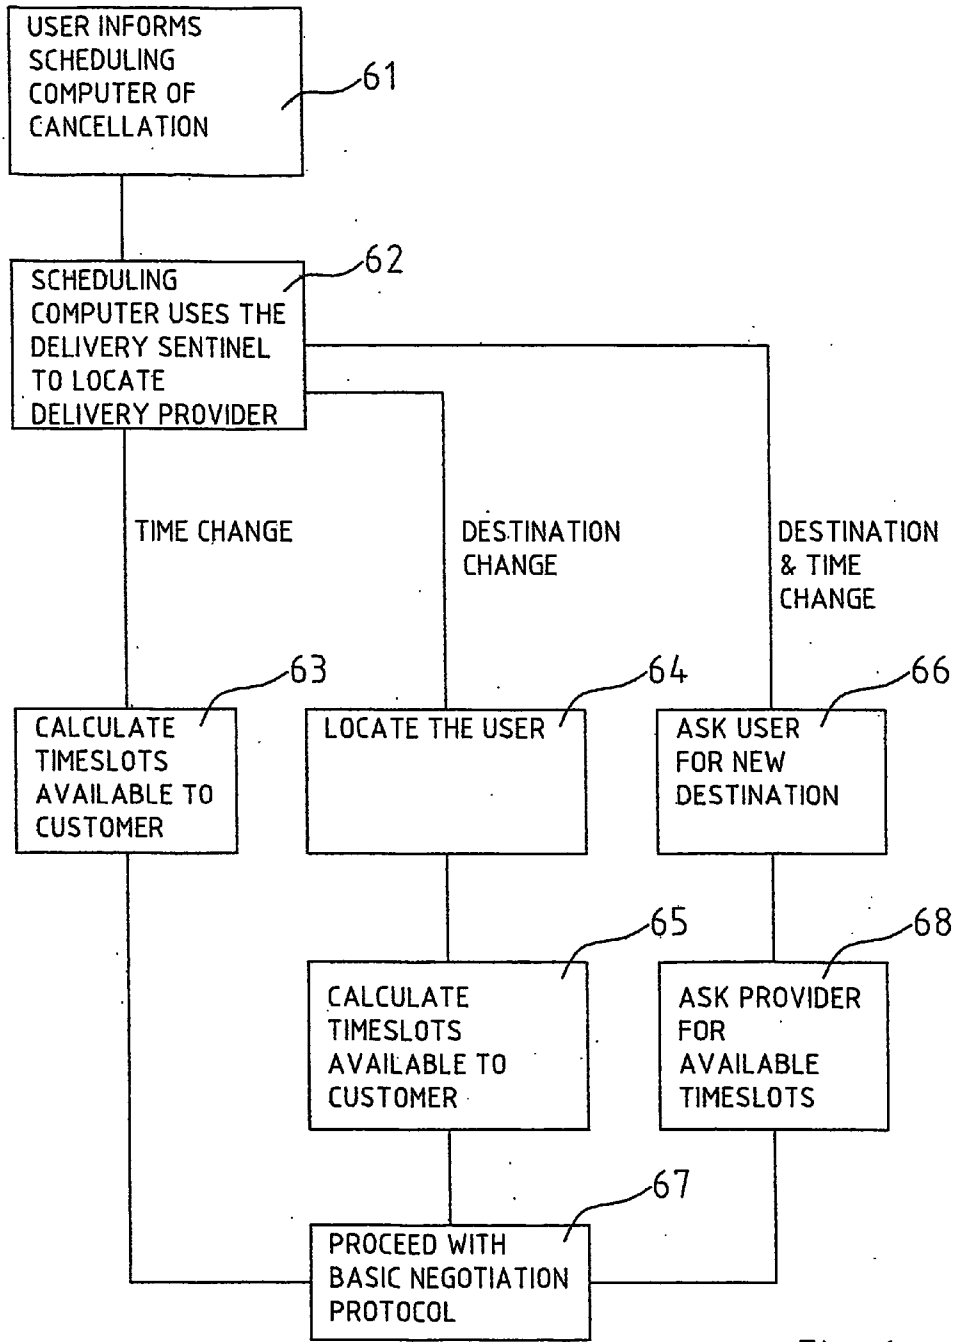 USER INFORMS
SCHEDULING
COMPUTER OF
CANCELLATION
61
62
SCHEDULING
COMPUTER USES THE
DELIVERY SENTINEL
TO LOCATE
DELIVERY PROVIDER
TIME CHANGE
DESTINATION
CHANGE
DESTINATION
& TIME
CHANGE
63
CALCULATE
TIMESLOTS
AVAILABLE TO
CUSTOMER
64
LOCATE THE USER
66
ASK USER
FOR NEW
DESTINATION
65
CALCULATE
TIMESLOTS
AVAILABLE TO
CUSTOMER
68
ASK PROVIDER
FOR
AVAILABLE
TIMESLOTS
67
PROCEED WITH
BASIC NEGOTIATION
PROTOCOL